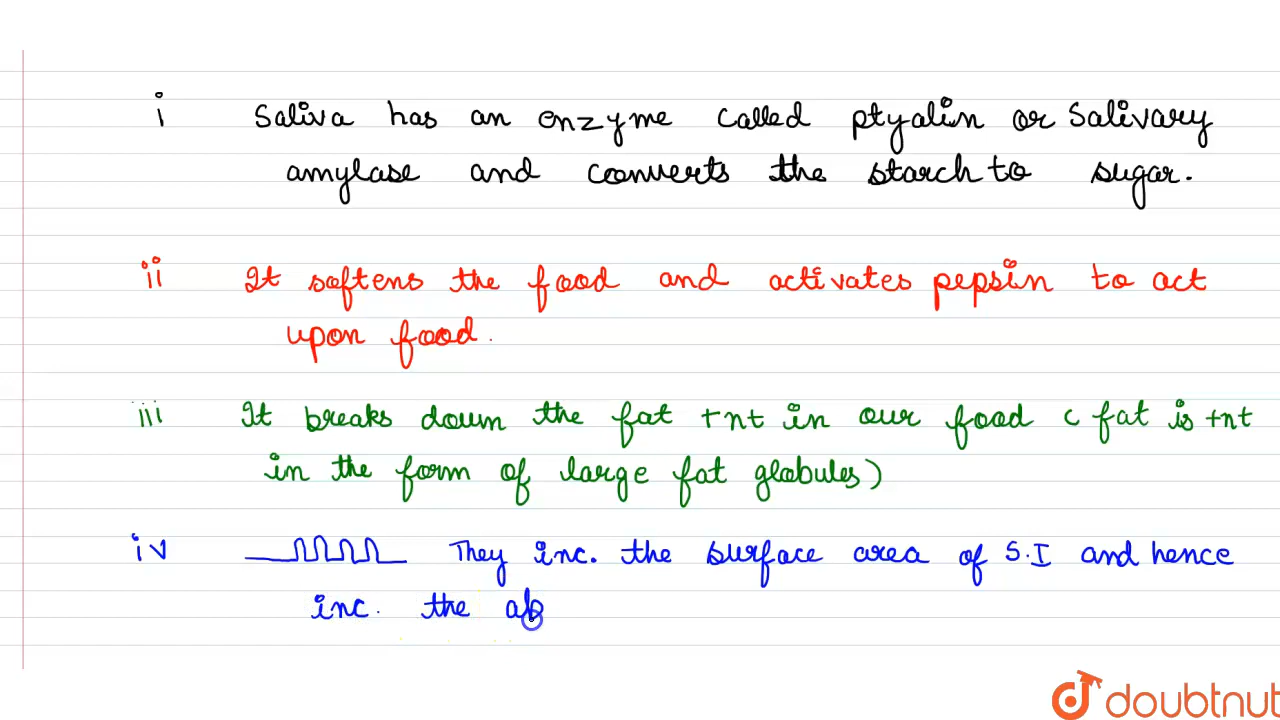 i Saliva has an enzyme called ptyalin or Salivary
amylase and converts the starch to sugar.
ii It softens the food and activates pepsin to act
upon food.
iii It breaks down the fat +nt in our food ( fat is +nt
in the form of large fat globules)
iv They inc. the surface area of S.I and hence
inc. the ab
doubtnut